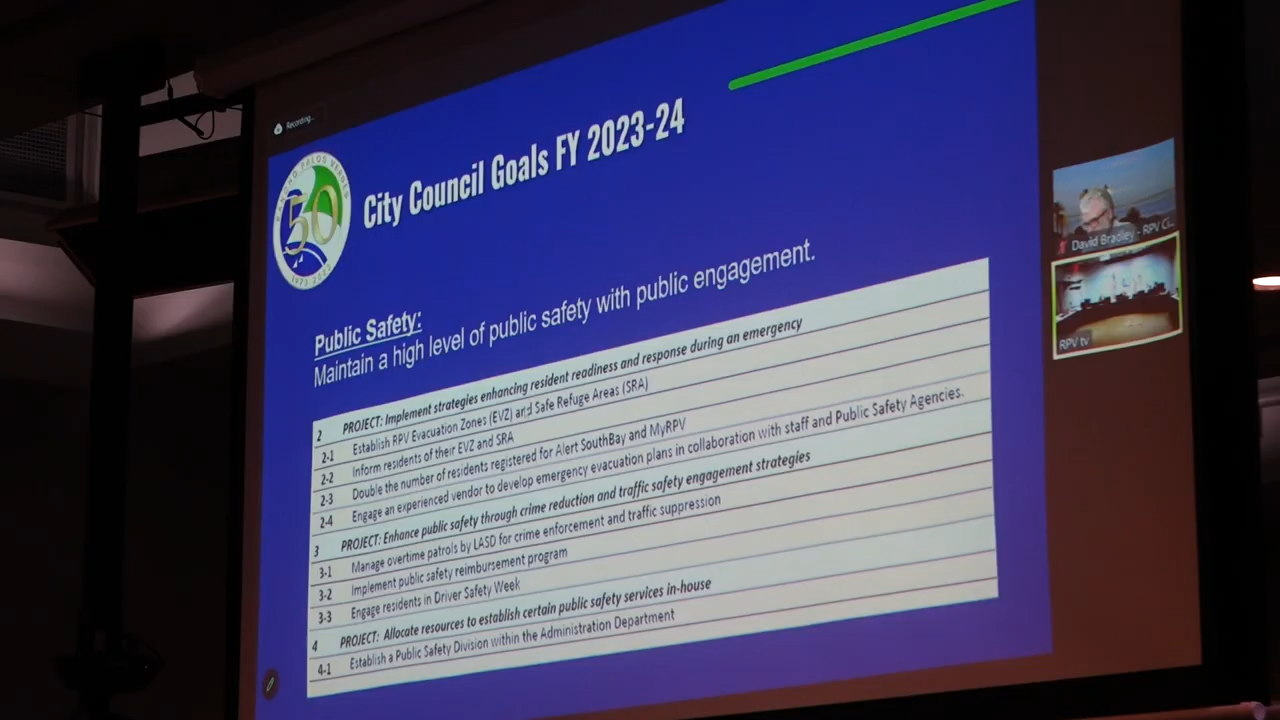 Recording...
RANCHO PALOS VERDES
50
1973 2023
City Council Goals FY 2023-24
Public Safety:
Maintain a high level of public safety with public engagement.
2 PROJECT: Implement strategies enhancing resident readiness and response during an emergency
2-1 Establish RPV Evacuation Zones (EVZ) and Safe Refuge Areas (SRA)
2-2 Inform residents of their EVZ and SRA
2-3 Double the number of residents registered for Alert SouthBay and MyRPV
2-4 Engage an experienced vendor to develop emergency evacuation plans in collaboration with staff and Public Safety Agencies.
3 PROJECT: Enhance public safety through crime reduction and traffic safety engagement strategies
3-1 Manage overtime patrols by LASD for crime enforcement and traffic suppression
3-2 Implement public safety reimbursement program
3-3 Engage residents in Driver Safety Week
4 PROJECT: Allocate resources to establish certain public safety services in-house
4-1 Establish a Public Safety Division within the Administration Department
David Bradley - RPV Ci...
RPV tv